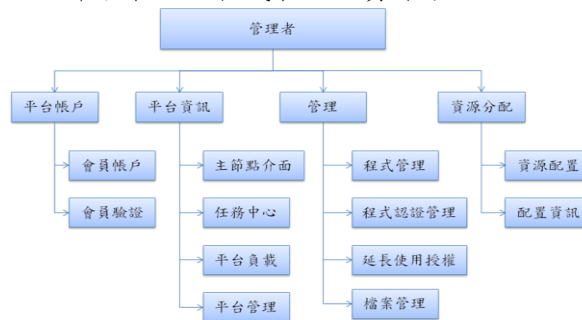 管理者
平台帳戶
平台資訊
管理
資源分配
會員帳戶
主節點介面
程式管理
資源配置
會員驗證
任務中心
程式認證管理
配置資訊
平台負載
延長使用授權
平台管理
檔案管理